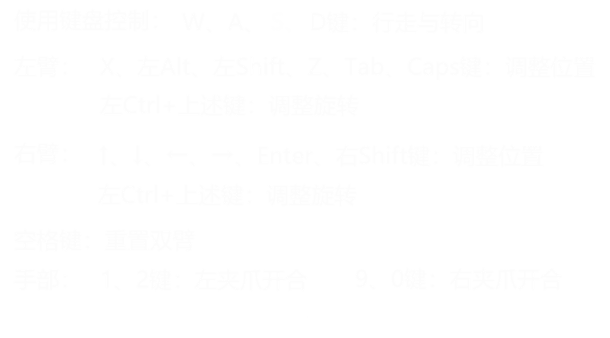 使用键盘控制： W、A、S、D键：行走与转向
左臂： X、左Alt、左Shift、Z、Tab、Caps键：调整位置
左Ctrl+上述键：调整旋转
右臂： Enter、右Shift键：调整位置
左Ctrl+上述键：调整旋转
空格键：重置双臂
手部： 1、2键：左夹爪开合 9、0键：右夹爪开合